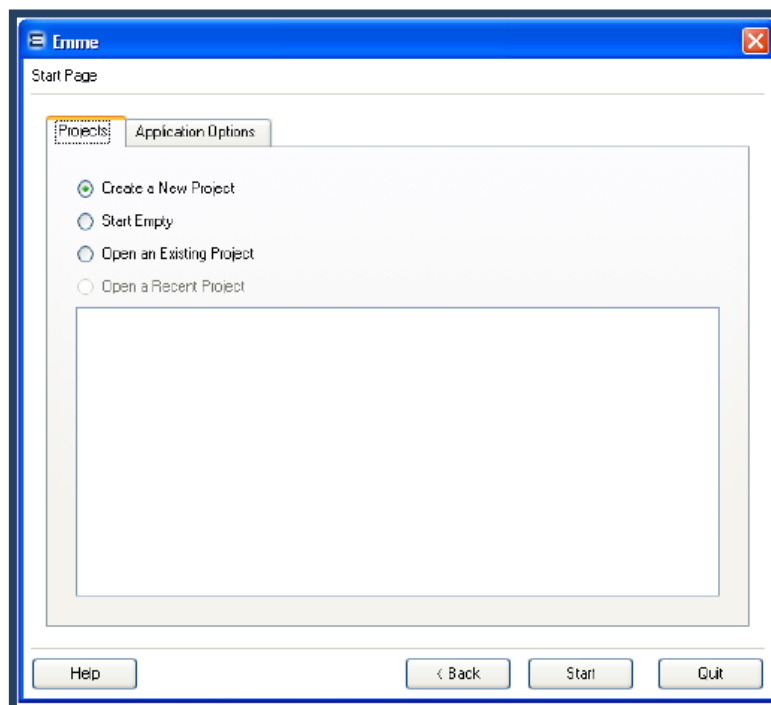 Emme
Start Page
Projects Application Options
Create a New Project
Start Empty
Open an Existing Project
Open a Recent Project
Help < Back Start Quit